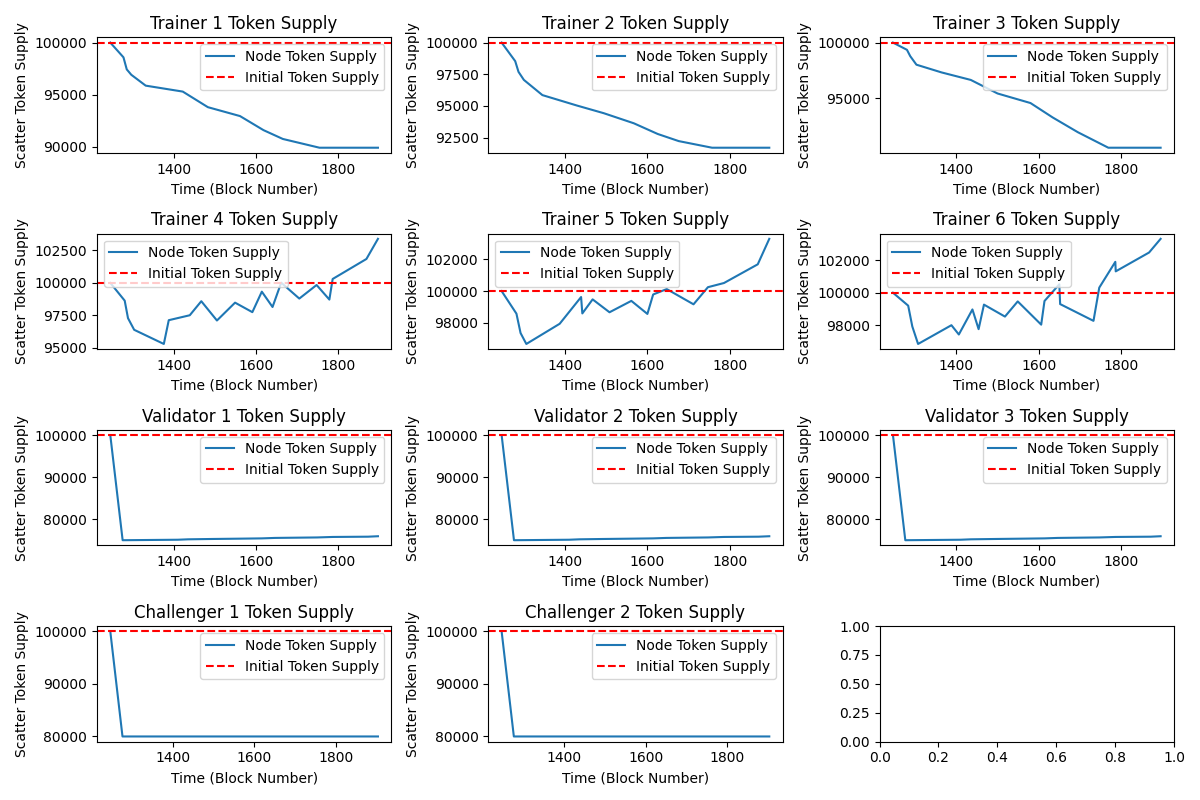 Trainer 1 Token Supply
Scatter Token Supply
100000
95000
90000
Node Token Supply
Initial Token Supply
1400
1600
1800
Time (Block Number)
Trainer 2 Token Supply
Scatter Token Supply
100000
97500
95000
92500
Node Token Supply
Initial Token Supply
1400
1600
1800
Time (Block Number)
Trainer 3 Token Supply
Scatter Token Supply
100000
95000
Node Token Supply
Initial Token Supply
1400
1600
1800
Time (Block Number)
Trainer 4 Token Supply
Scatter Token Supply
102500
100000
97500
95000
Node Token Supply
Initial Token Supply
1400
1600
1800
Time (Block Number)
Trainer 5 Token Supply
Scatter Token Supply
102000
100000
98000
Node Token Supply
Initial Token Supply
1400
1600
1800
Time (Block Number)
Trainer 6 Token Supply
Scatter Token Supply
102000
100000
98000
Node Token Supply
Initial Token Supply
1400
1600
1800
Time (Block Number)
Validator 1 Token Supply
Scatter Token Supply
100000
80000
Node Token Supply
Initial Token Supply
1400
1600
1800
Time (Block Number)
Validator 2 Token Supply
Scatter Token Supply
100000
80000
Node Token Supply
Initial Token Supply
1400
1600
1800
Time (Block Number)
Validator 3 Token Supply
Scatter Token Supply
100000
80000
Node Token Supply
Initial Token Supply
1400
1600
1800
Time (Block Number)
Challenger 1 Token Supply
Scatter Token Supply
100000
90000
80000
Node Token Supply
Initial Token Supply
1400
1600
1800
Time (Block Number)
Challenger 2 Token Supply
Scatter Token Supply
100000
90000
80000
Node Token Supply
Initial Token Supply
1400
1600
1800
Time (Block Number)
1.00
0.75
0.50
0.25
0.00
0.0
0.2
0.4
0.6
0.8
1.0